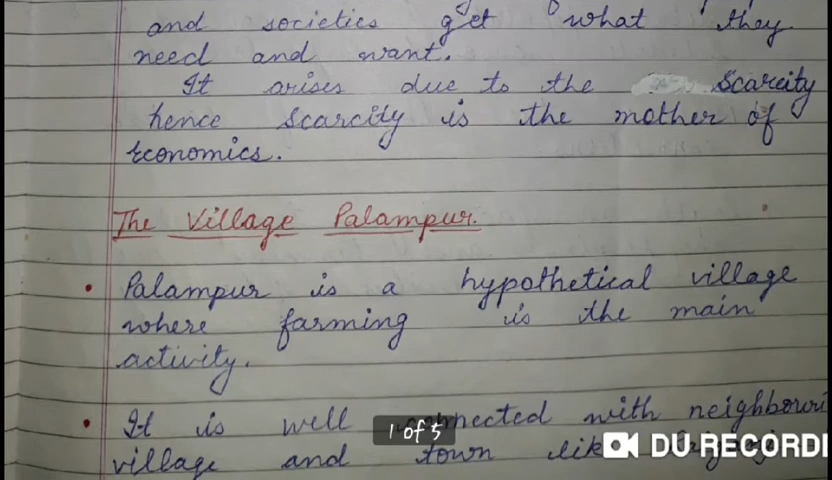 and societies get what they
need and want.
It arises due to the scarcity
hence scarcity is the mother of
Economics.
The Village Palampur.
• Palampur is a hypothetical village
where farming is the main
activity.
• It is well connected with neighbouri
village and town like
1 of 5
DU RECORDI